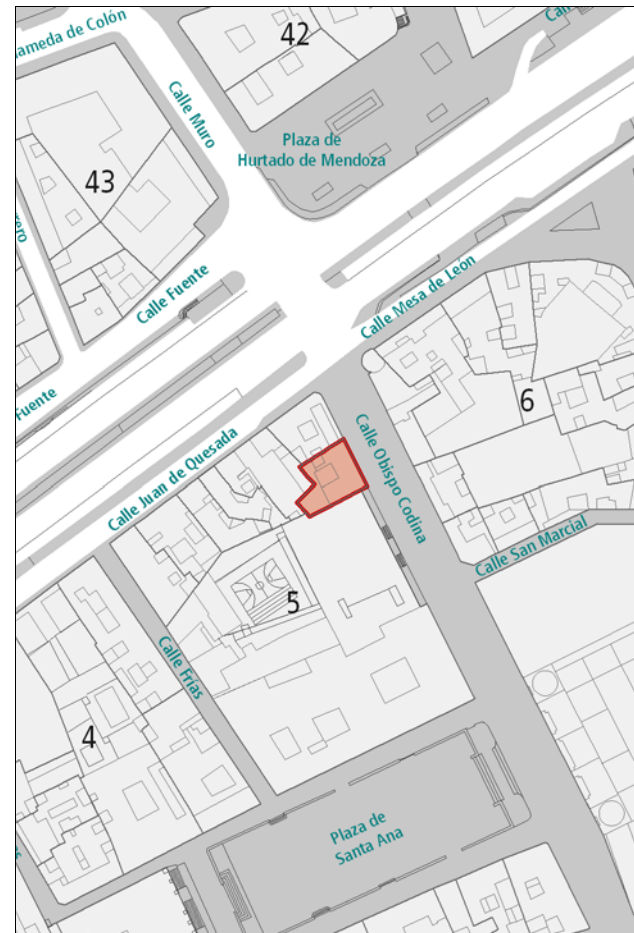 42
Alameda de Colón
Calle Muro
Plaza de
Hurtado de Mendoza
43
Calle Fuente
Calle Mesa de León
Fuente
6
Calle Juan de Quesada
Calle Obispo Codina
Calle San Marcial
5
Calle Frías
4
Plaza de
Santa Ana